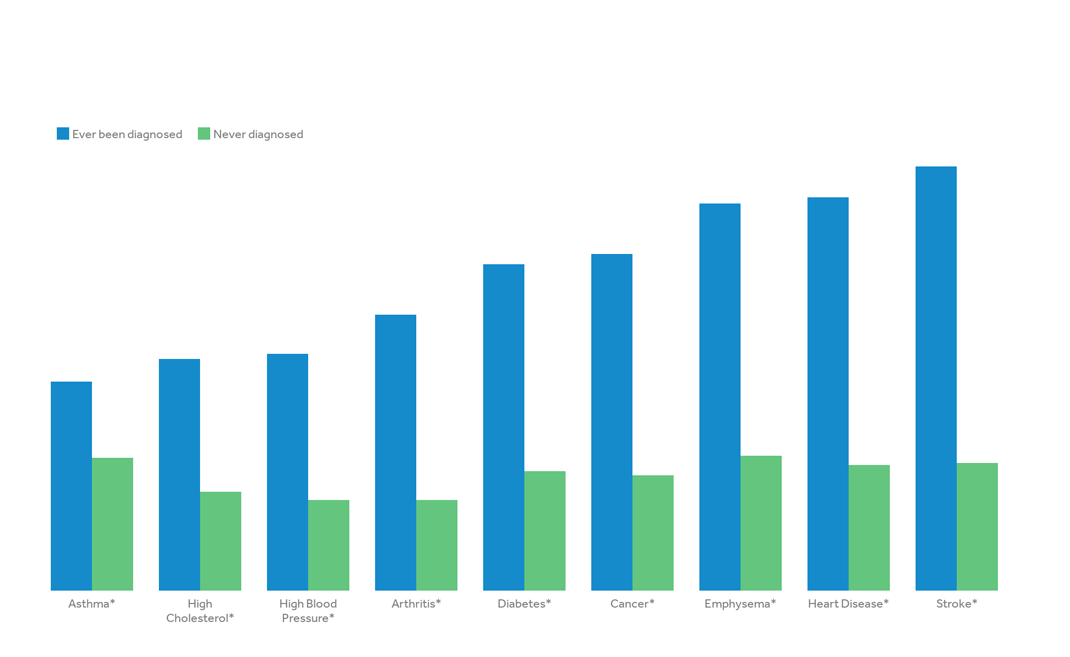 Ever been diagnosed Never diagnosed
Asthma* High Cholesterol* High Blood Pressure* Arthritis* Diabetes* Cancer* Emphysema* Heart Disease* Stroke*